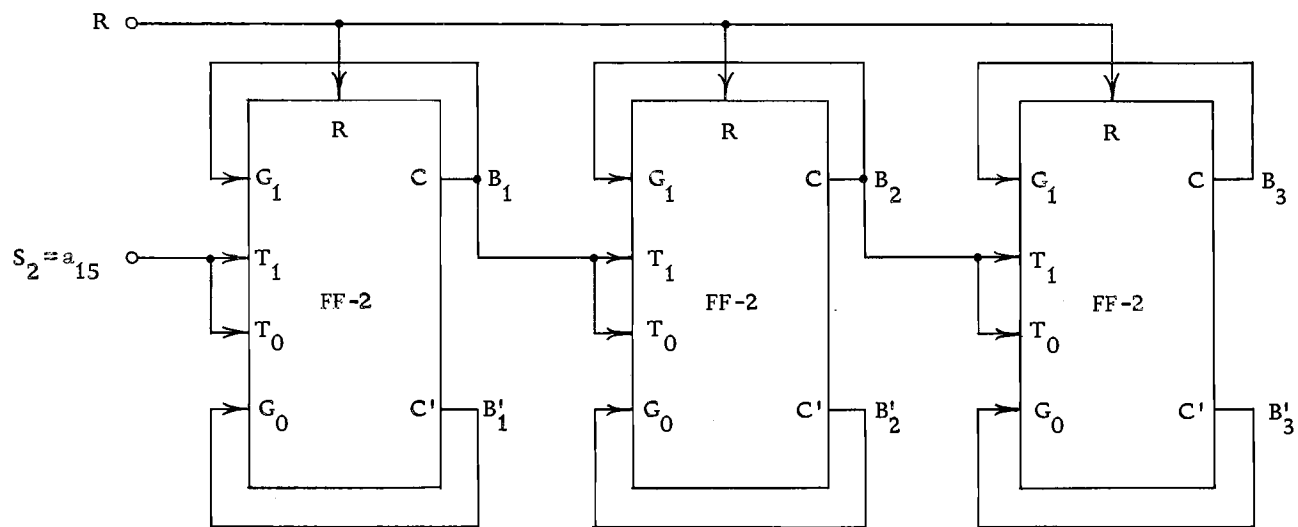 R
R R R
G₁ C B₁ G₁ C B₂ G₁ C B₃
S₂ = a₁₅ T₁ T₁ T₁
FF-2 FF-2 FF-2
T₀ T₀ T₀
G₀ C' B'₁ G₀ C' B'₂ G₀ C' B'₃